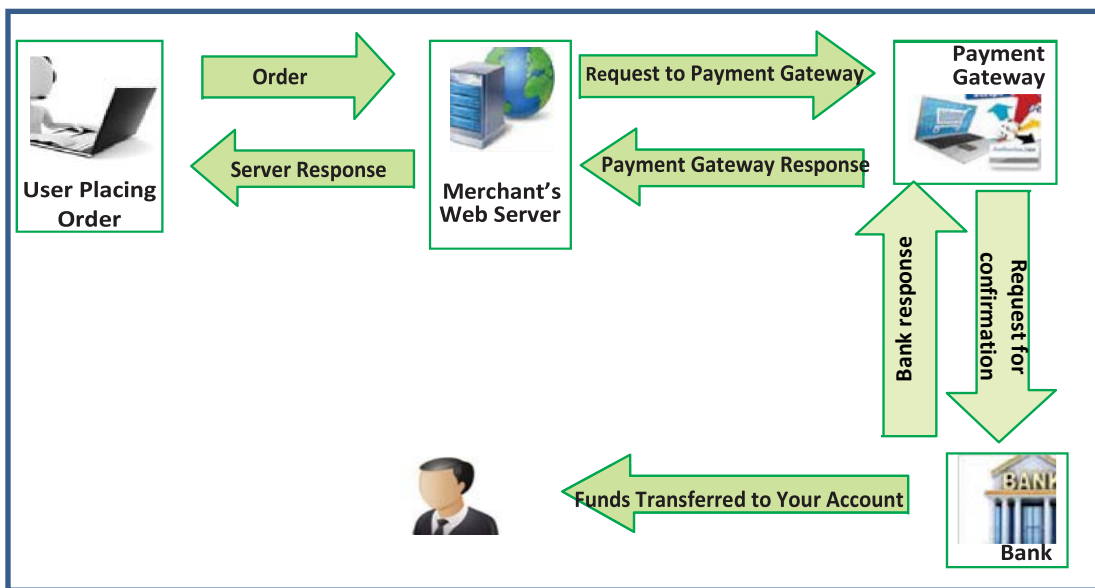 Payment
Gateway
Order
Request to Payment Gateway
Server Response
Payment Gateway Response
User Placing
Order
Merchant's
Web Server
Bank response
Request for
confirmation
Funds Transferred to Your Account
BANK
Bank